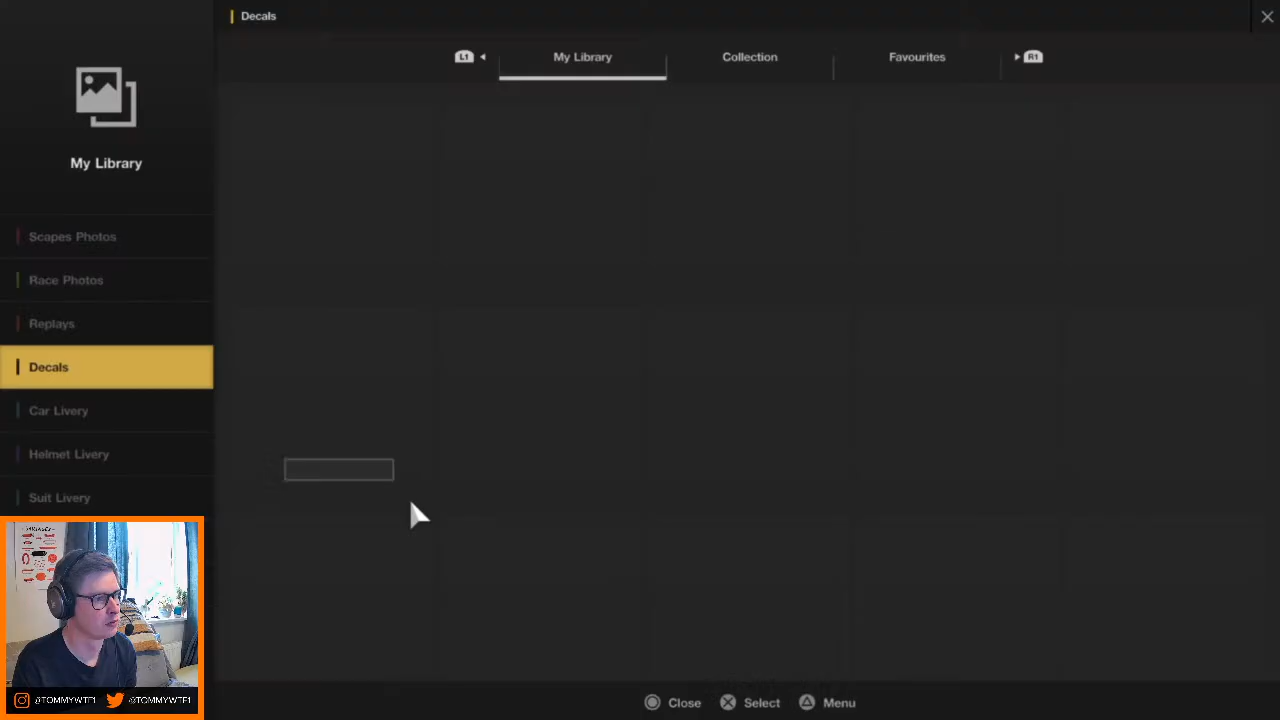 Decals
L1
My Library
Collection
Favourites
R1
My Library
Scapes Photos
Race Photos
Replays
Decals
Car Livery
Helmet Livery
Suit Livery
@TOMMYWTF1
@TOMMYWTF1
Close
Select
Menu